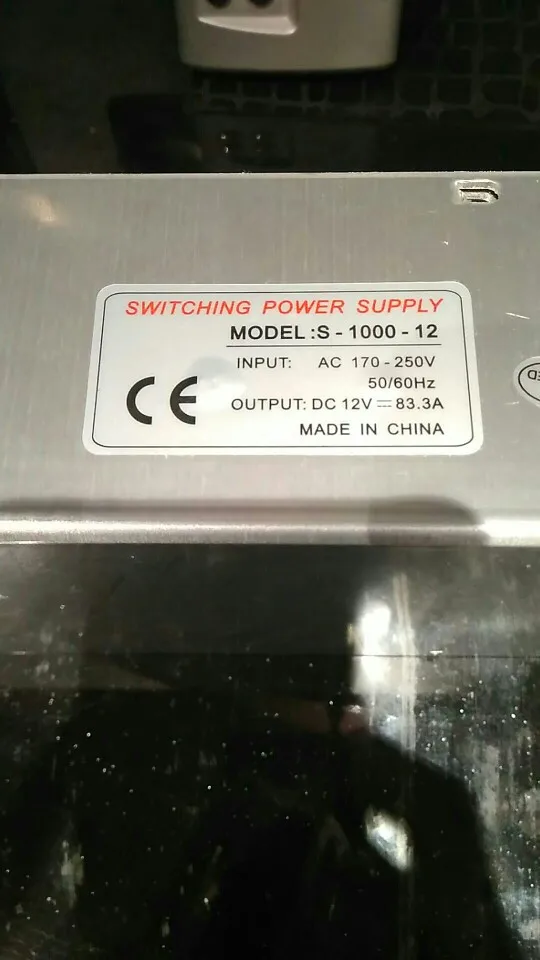 SWITCHING POWER SUPPLY
MODEL :S - 1000 - 12
INPUT: AC 170 - 250V
50/60Hz
CE
OUTPUT: DC 12V ⎓ 83.3A
MADE IN CHINA